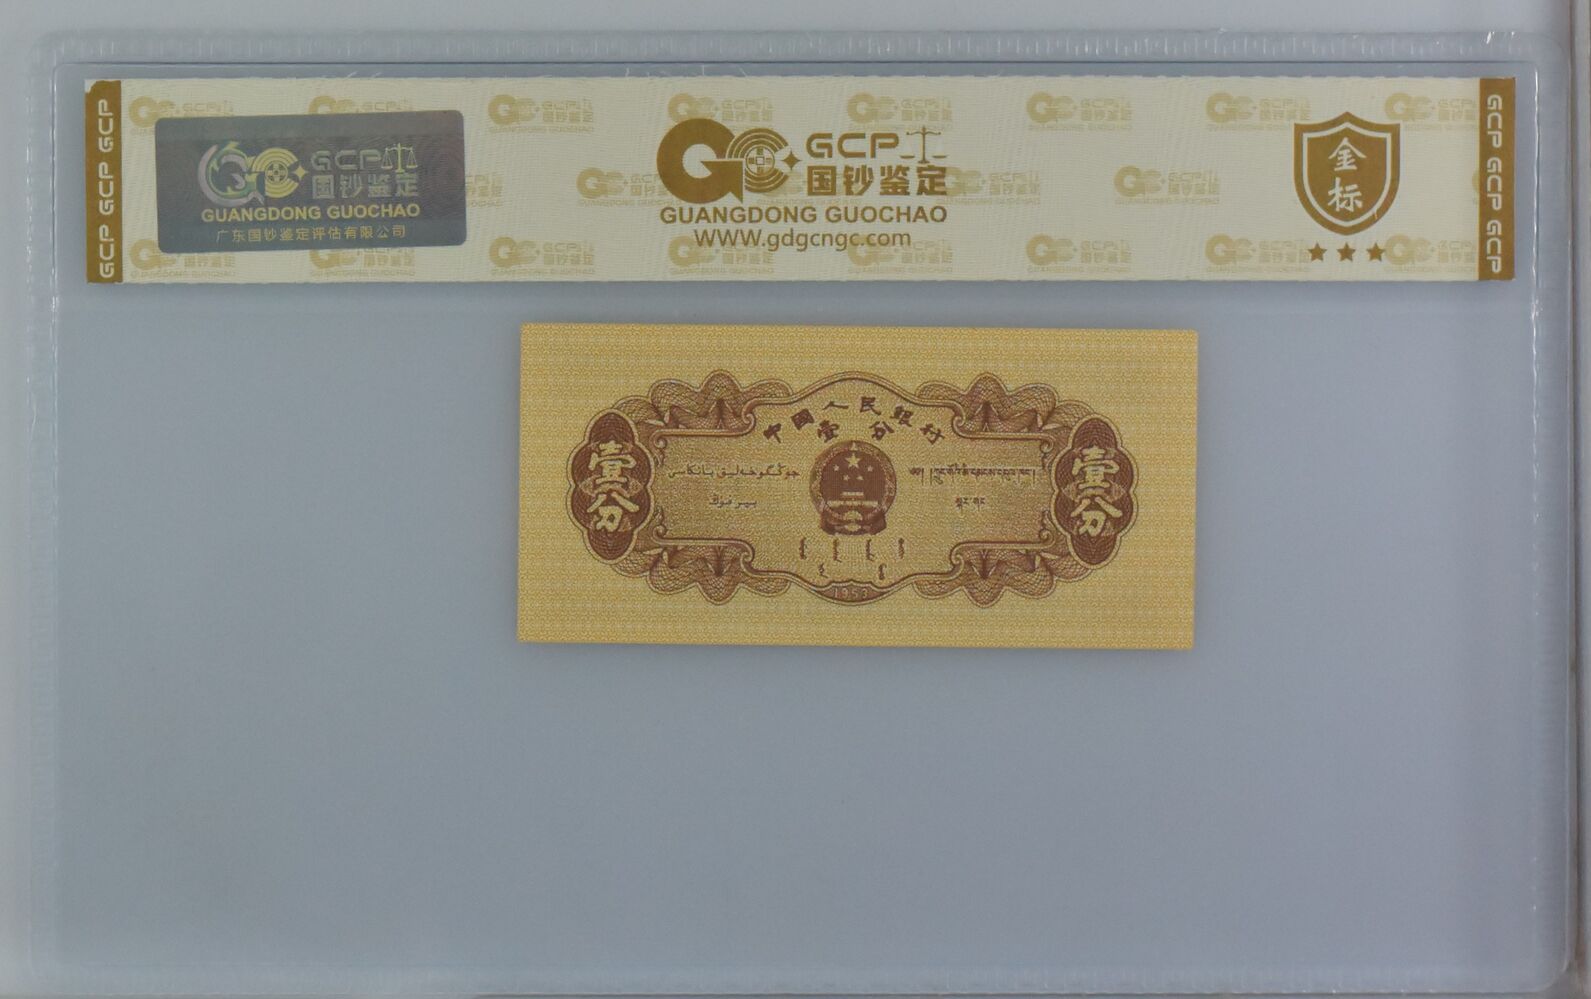 GCP GCP GCP
GCP
国钞鉴定
GUANGDONG GUOCHAO
广东国钞鉴定评估有限公司
GCP
国钞鉴定
GUANGDONG GUOCHAO
WWW.gdgcngc.com
金标
GCP GCP GCP
中国人民银行
壹分
壹分
壹分
1953